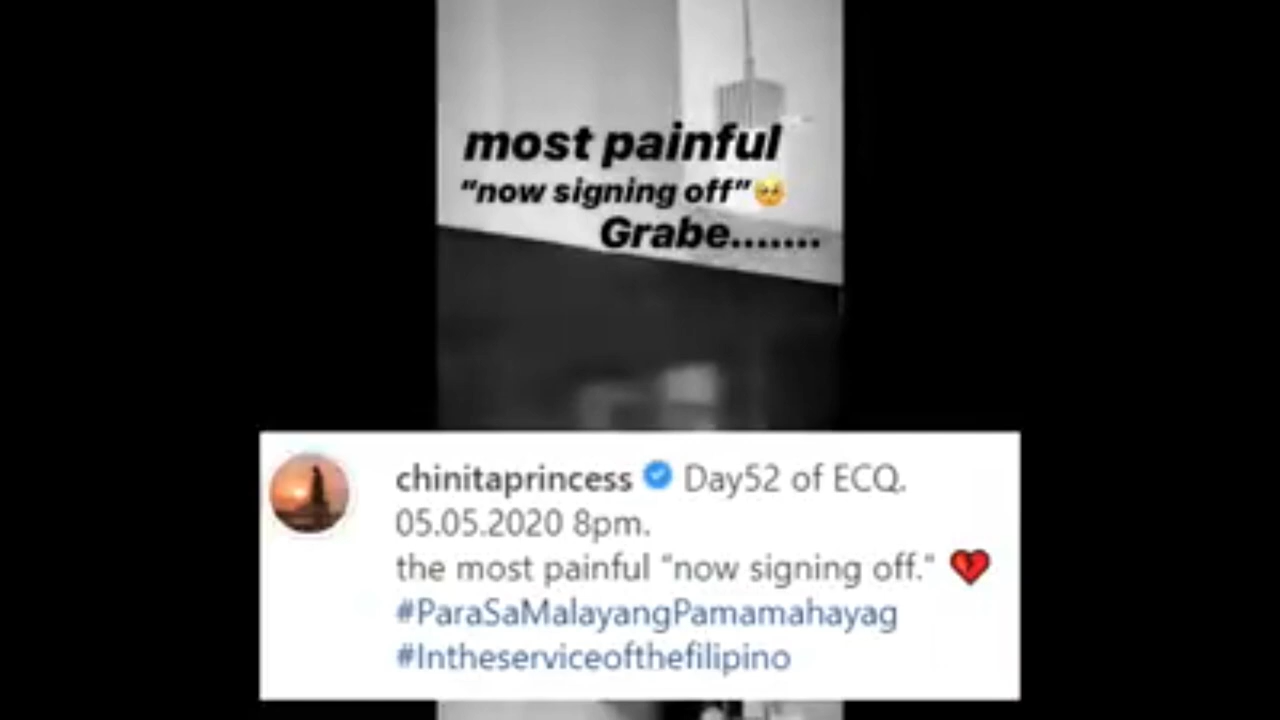 most painful
"now signing off"🥺
Grabe.......
chinitaprincess Day52 of ECQ.
05.05.2020 8pm.
the most painful "now signing off." 💔
#ParaSaMalayangPamamahayag
#Intheserviceofthefilipino